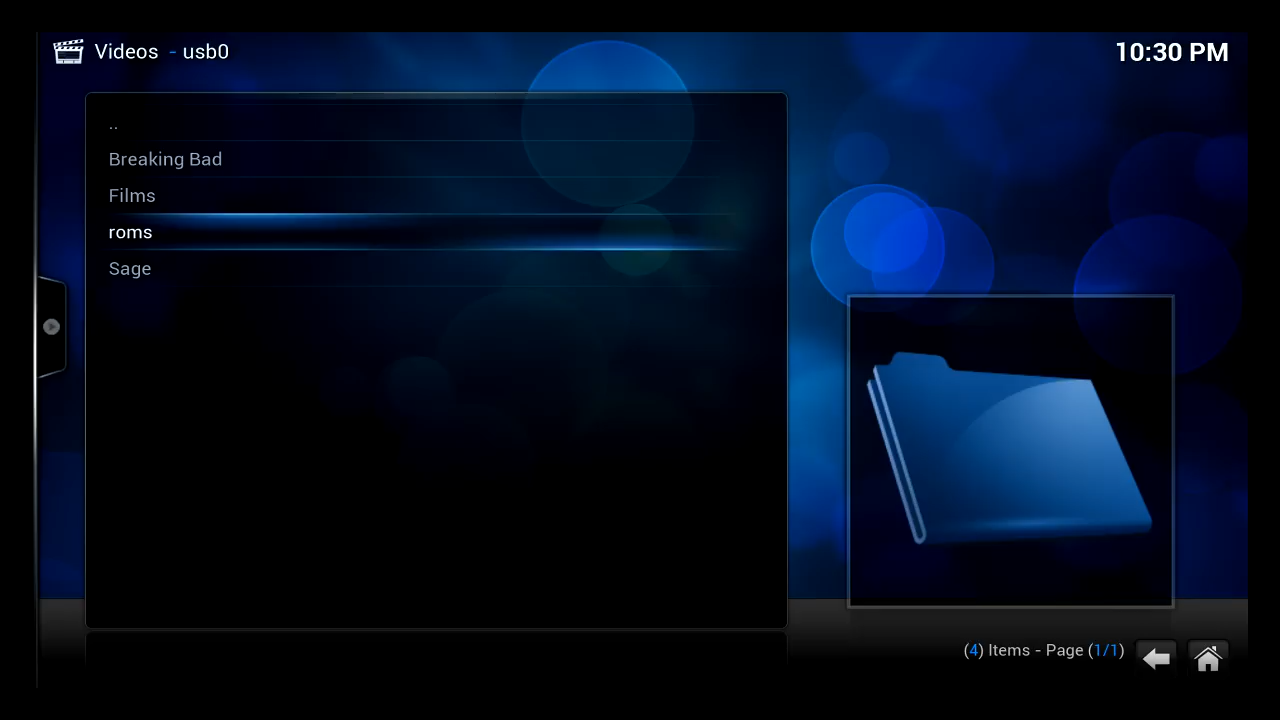 Videos - usb0
10:30 PM
..
Breaking Bad
Films
roms
Sage
(4) Items - Page (1/1)